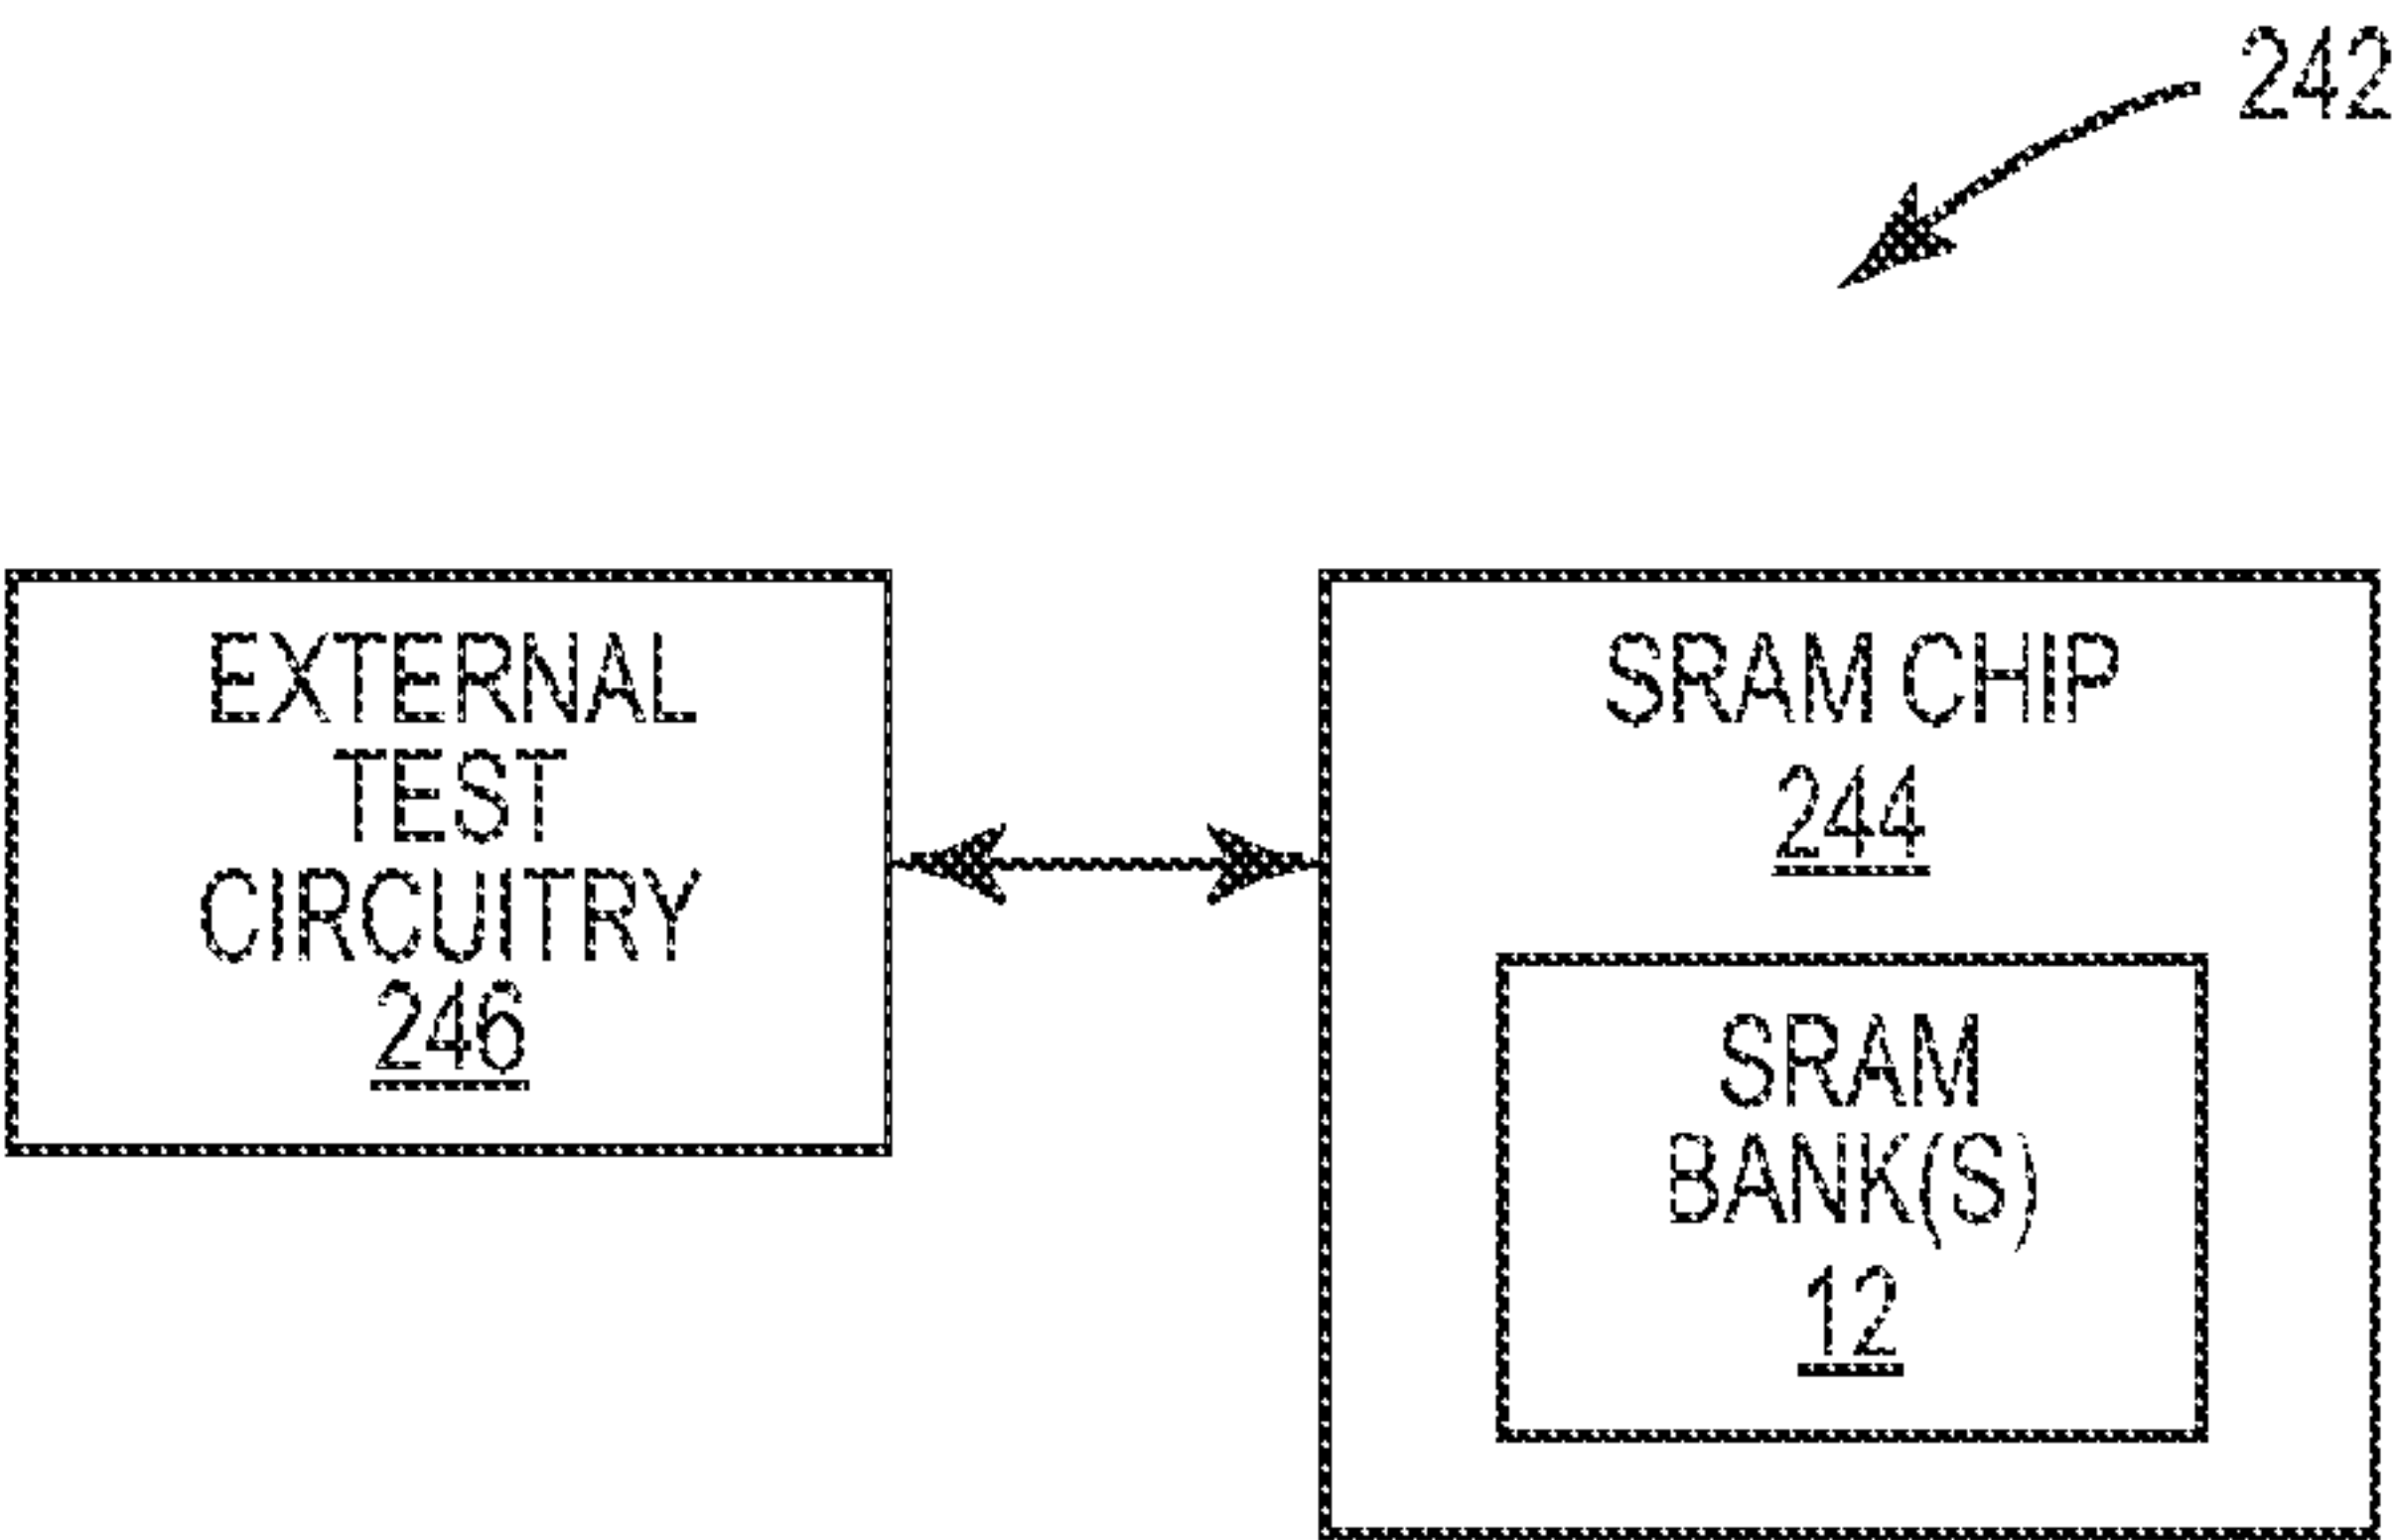 242
EXTERNAL
TEST
CIRCUITRY
246
SRAM CHIP
244
SRAM
BANK(S)
12